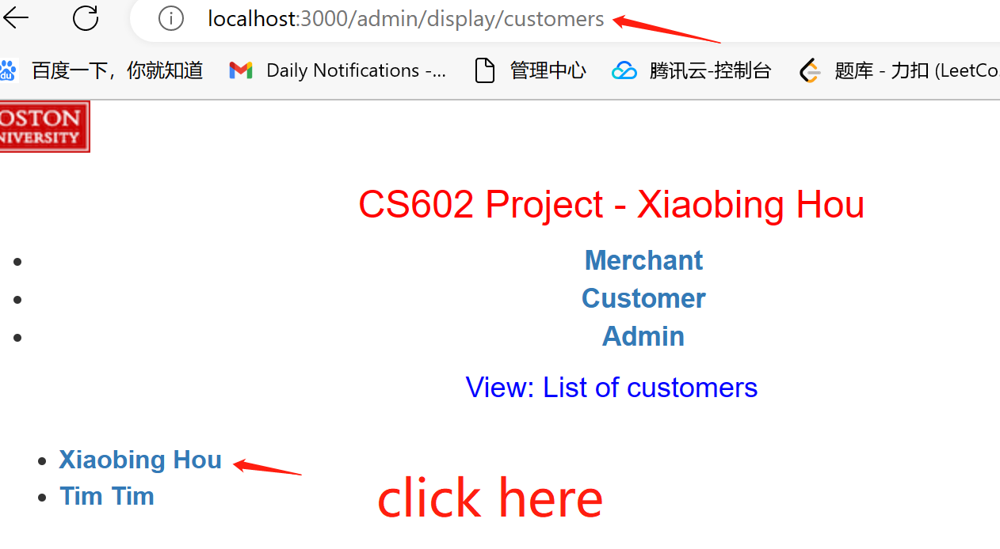 localhost:3000/admin/display/customers
百度一下，你就知道 Daily Notifications -... 管理中心 腾讯云-控制台 题库 - 力扣 (LeetCo
du
OSTON
NIVERSITY
CS602 Project - Xiaobing Hou
Merchant
Customer
Admin
View: List of customers
Xiaobing Hou
Tim Tim
click here